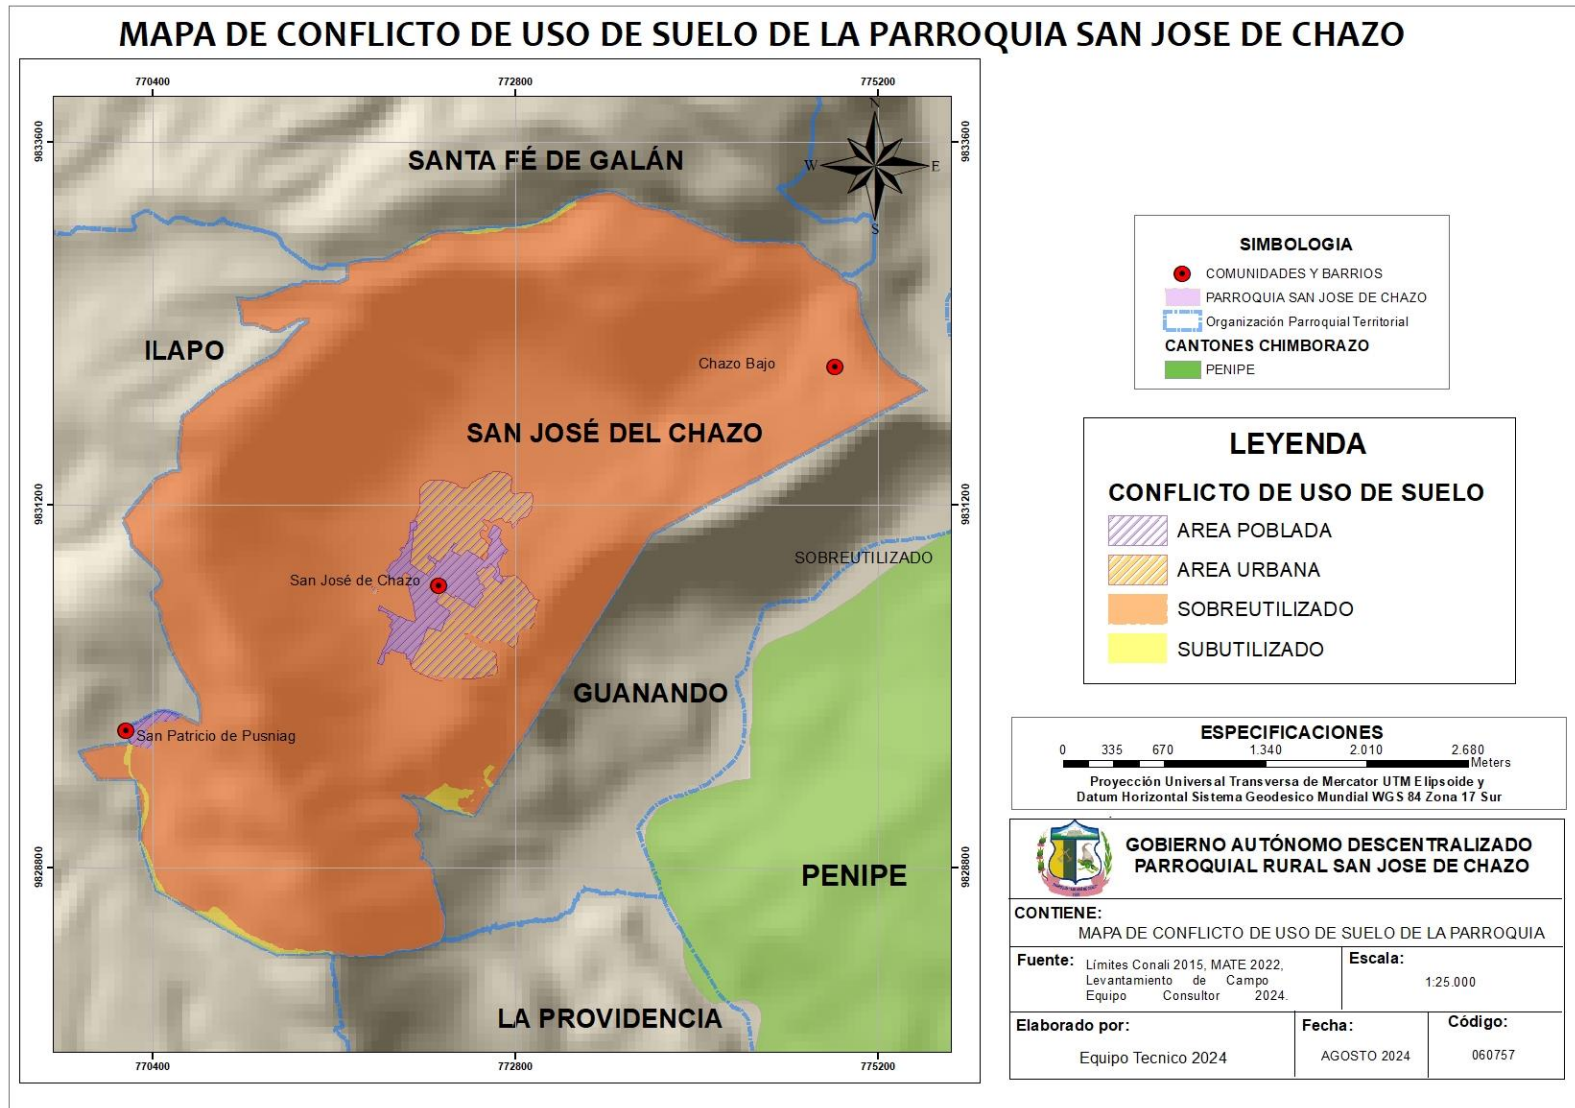 MAPA DE CONFLICTO DE USO DE SUELO DE LA PARROQUIA SAN JOSE DE CHAZO
770400
772800
775200
9833600
9833600
N
W
E
S
SANTA FÉ DE GALÁN
ILAPO
Chazo Bajo
SAN JOSÉ DEL CHAZO
9831200
9831200
SOBREUTILIZADO
San José de Chazo
GUANANDO
San Patricio de Pusniag
9828800
9828800
PENIPE
LA PROVIDENCIA
770400
772800
775200
SIMBOLOGIA
COMUNIDADES Y BARRIOS
PARROQUIA SAN JOSE DE CHAZO
Organización Parroquial Territorial
CANTONES CHIMBORAZO
PENIPE
LEYENDA
CONFLICTO DE USO DE SUELO
AREA POBLADA
AREA URBANA
SOBREUTILIZADO
SUBUTILIZADO
ESPECIFICACIONES
0 335 670 1.340 2.010 2.680
Meters
Proyección Universal Transversa de Mercator UTM Elipsoide y
Datum Horizontal Sistema Geodesico Mundial WGS 84 Zona 17 Sur
GOBIERNO AUTÓNOMO DESCENTRALIZADO
PARROQUIAL RURAL SAN JOSE DE CHAZO
CONTIENE:
MAPA DE CONFLICTO DE USO DE SUELO DE LA PARROQUIA
Fuente:
Límites Conali 2015, MATE 2022,
Levantamiento de Campo
Equipo Consultor 2024.
Escala:
1:25.000
Elaborado por:
Equipo Tecnico 2024
Fecha:
AGOSTO 2024
Código:
060757